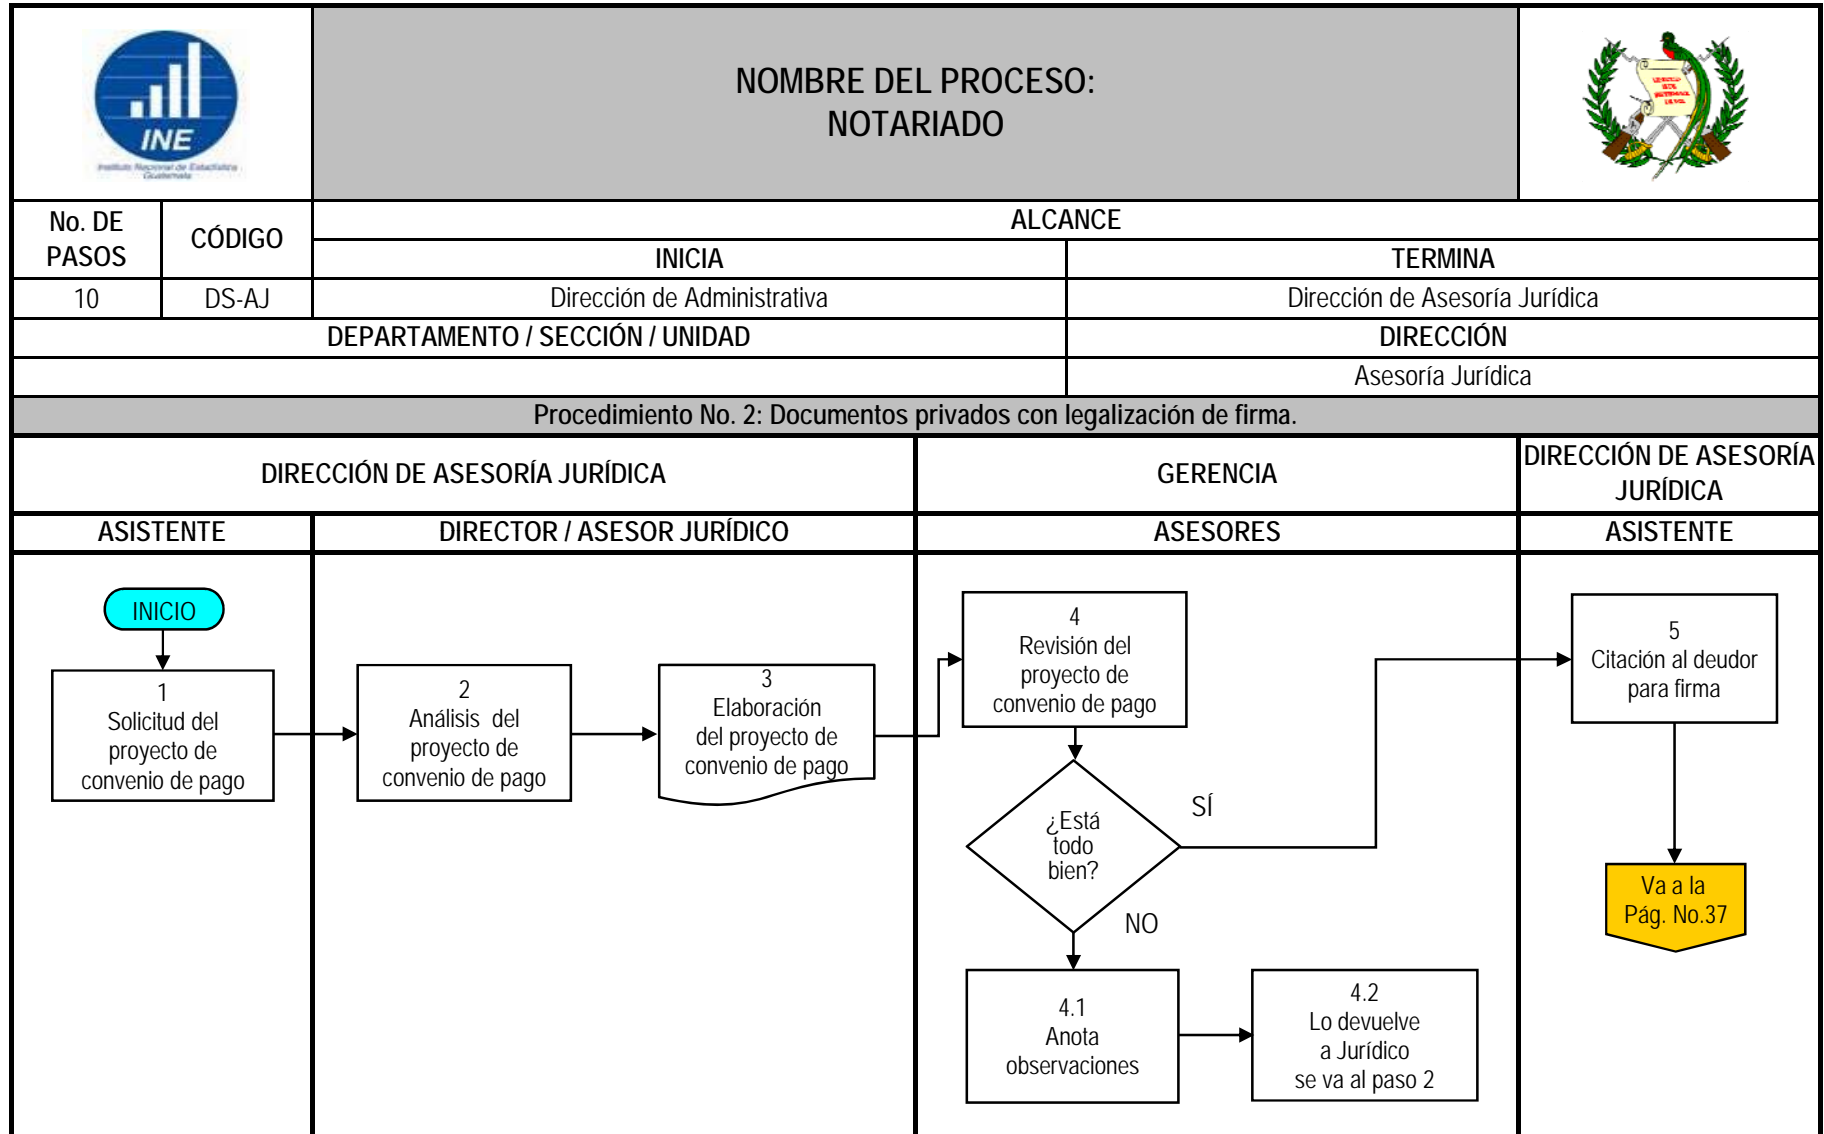 INE
Instituto Nacional de Estadística
Guatemala
NOMBRE DEL PROCESO:
NOTARIADO
No. DE
PASOS
CÓDIGO
ALCANCE
INICIA
TERMINA
10
DS-AJ
Dirección de Administrativa
Dirección de Asesoría Jurídica
DEPARTAMENTO / SECCIÓN / UNIDAD
DIRECCIÓN
Asesoría Jurídica
Procedimiento No. 2: Documentos privados con legalización de firma.
DIRECCIÓN DE ASESORÍA JURÍDICA
GERENCIA
DIRECCIÓN DE ASESORÍA
JURÍDICA
ASISTENTE
DIRECTOR / ASESOR JURÍDICO
ASESORES
ASISTENTE
INICIO
1
Solicitud del
proyecto de
convenio de pago
2
Análisis  del
proyecto de
convenio de pago
3
Elaboración
del proyecto de
convenio de pago
4
Revisión del
proyecto de
convenio de pago
¿Está
todo
bien?
SÍ
NO
4.1
Anota
observaciones
4.2
Lo devuelve
a Jurídico
se va al paso 2
5
Citación al deudor
para firma
Va a la
Pág. No.37